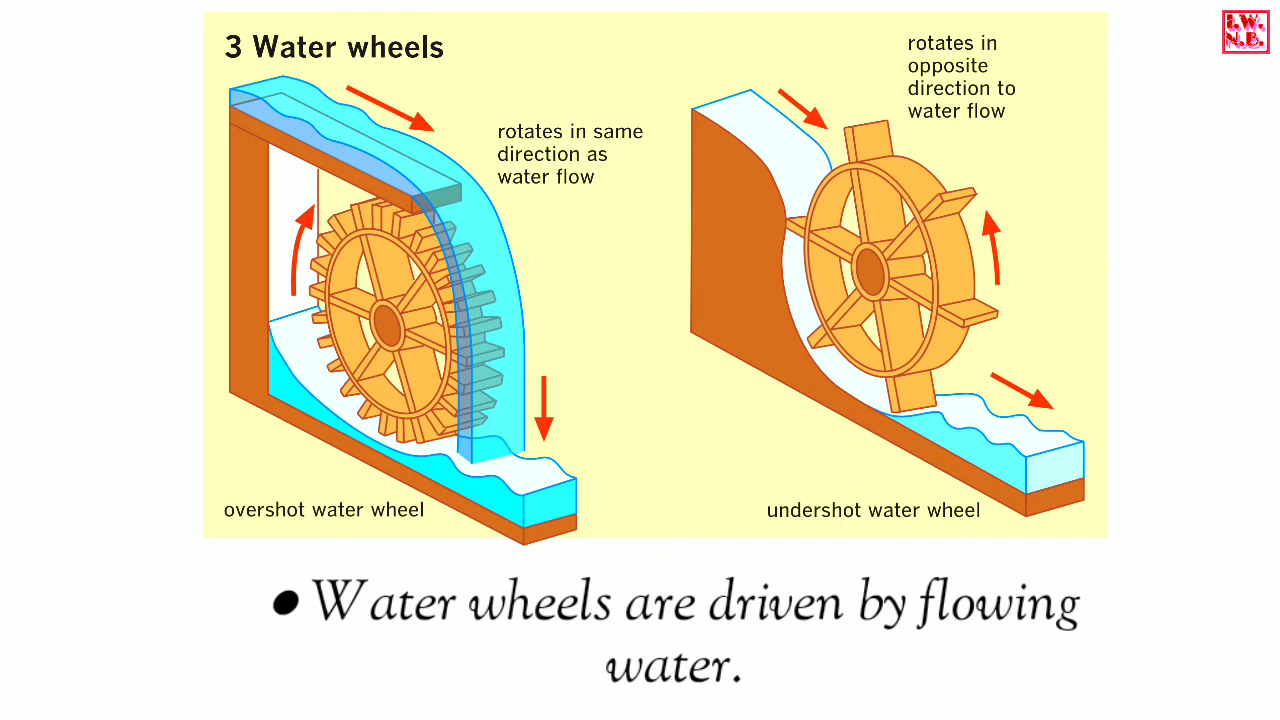 3 Water wheels
rotates in same
direction as
water flow
overshot water wheel
rotates in
opposite
direction to
water flow
undershot water wheel
I.W.
N.B.
• Water wheels are driven by flowing
water.